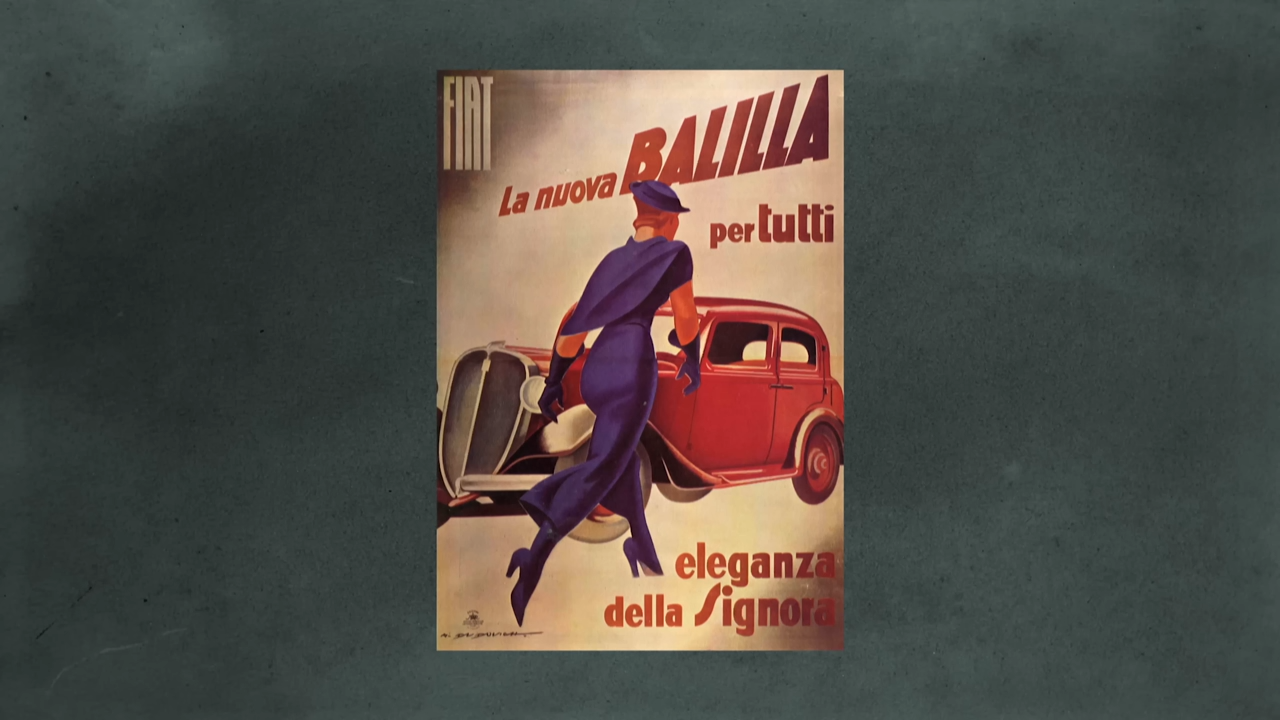 FIAT
La nuova BALILLA
per tutti
eleganza
della Signora